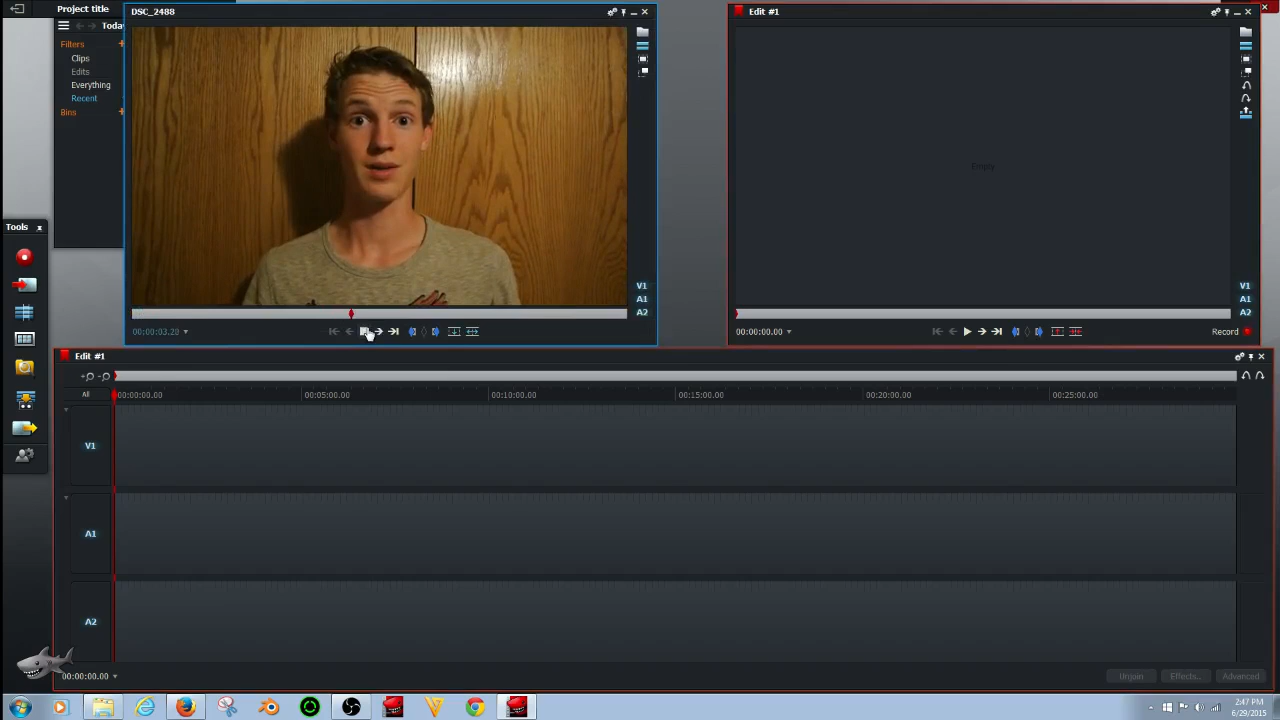 Project title
DSC_2488
Edit #1
Toda
Filters
Clips
Edits
Everything
Recent
Bins
Empty
Tools
V1
A1
A2
V1
A1
A2
00:00:03.20
00:00:00.00
Record
Edit #1
All
00:00:00.00
00:05:00.00
00:10:00.00
00:15:00.00
00:20:00.00
00:25:00.00
V1
A1
A2
00:00:00.00
Unjoin
Effects..
Advanced
2:47 PM
6/29/2015